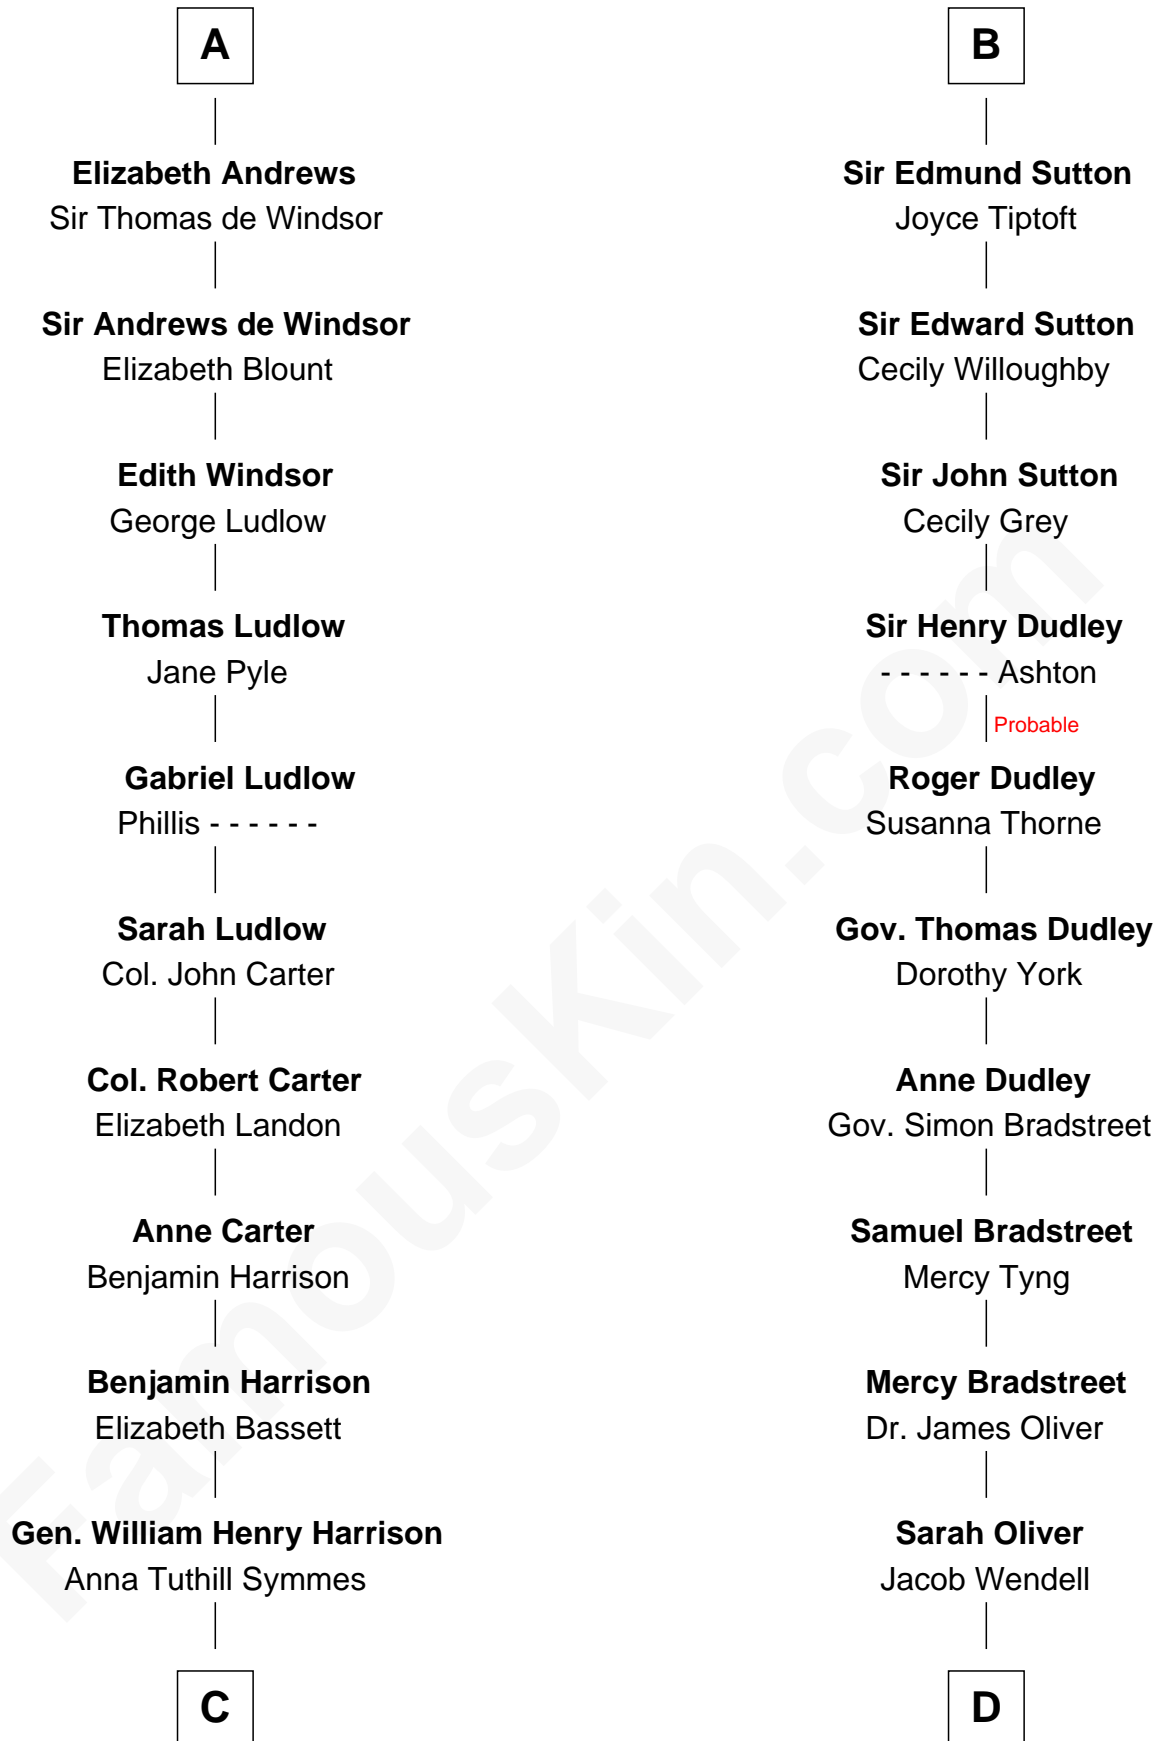 A
Elizabeth Andrews
Sir Thomas de Windsor
Sir Andrews de Windsor
Elizabeth Blount
Edith Windsor
George Ludlow
Thomas Ludlow
Jane Pyle
Gabriel Ludlow
Phillis - - - - - -
Sarah Ludlow
Col. John Carter
Col. Robert Carter
Elizabeth Landon
Anne Carter
Benjamin Harrison
Benjamin Harrison
Elizabeth Bassett
Gen. William Henry Harrison
Anna Tuthill Symmes
C
B
Sir Edmund Sutton
Joyce Tiptoft
Sir Edward Sutton
Cecily Willoughby
Sir John Sutton
Cecily Grey
Sir Henry Dudley
- - - - - - Ashton
Probable
Roger Dudley
Susanna Thorne
Gov. Thomas Dudley
Dorothy York
Anne Dudley
Gov. Simon Bradstreet
Samuel Bradstreet
Mercy Tyng
Mercy Bradstreet
Dr. James Oliver
Sarah Oliver
Jacob Wendell
D
FamousKin.com